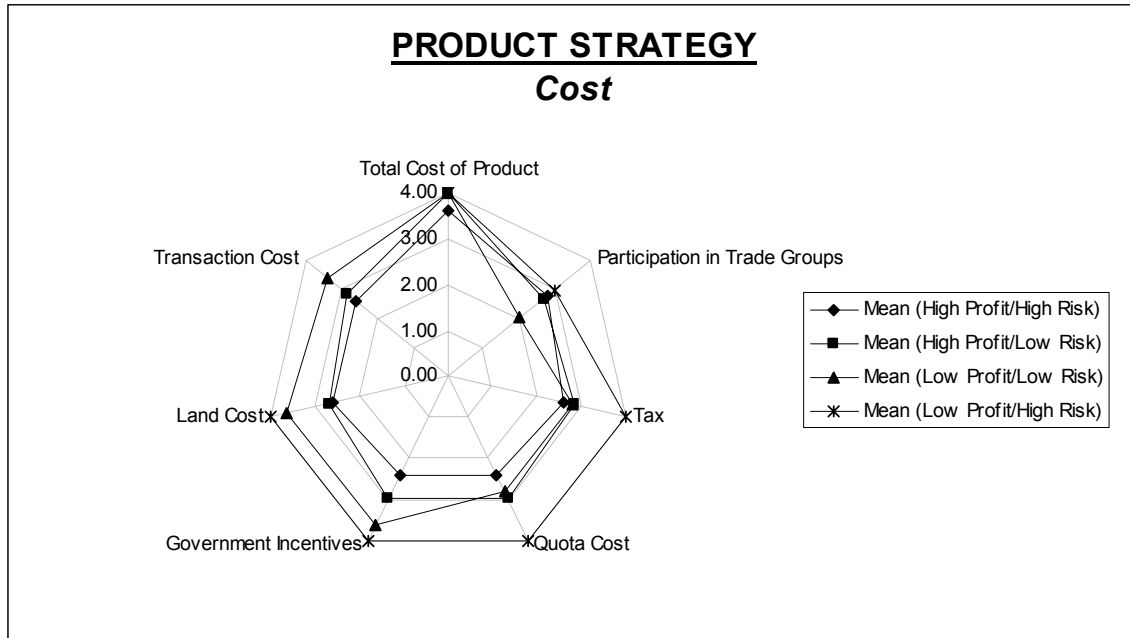 PRODUCT STRATEGY
Cost
Total Cost of Product
4.00
3.00
2.00
1.00
0.00
Transaction Cost
Participation in Trade Groups
Land Cost
Tax
Government Incentives
Quota Cost
Mean (High Profit/High Risk)
Mean (High Profit/Low Risk)
Mean (Low Profit/Low Risk)
Mean (Low Profit/High Risk)